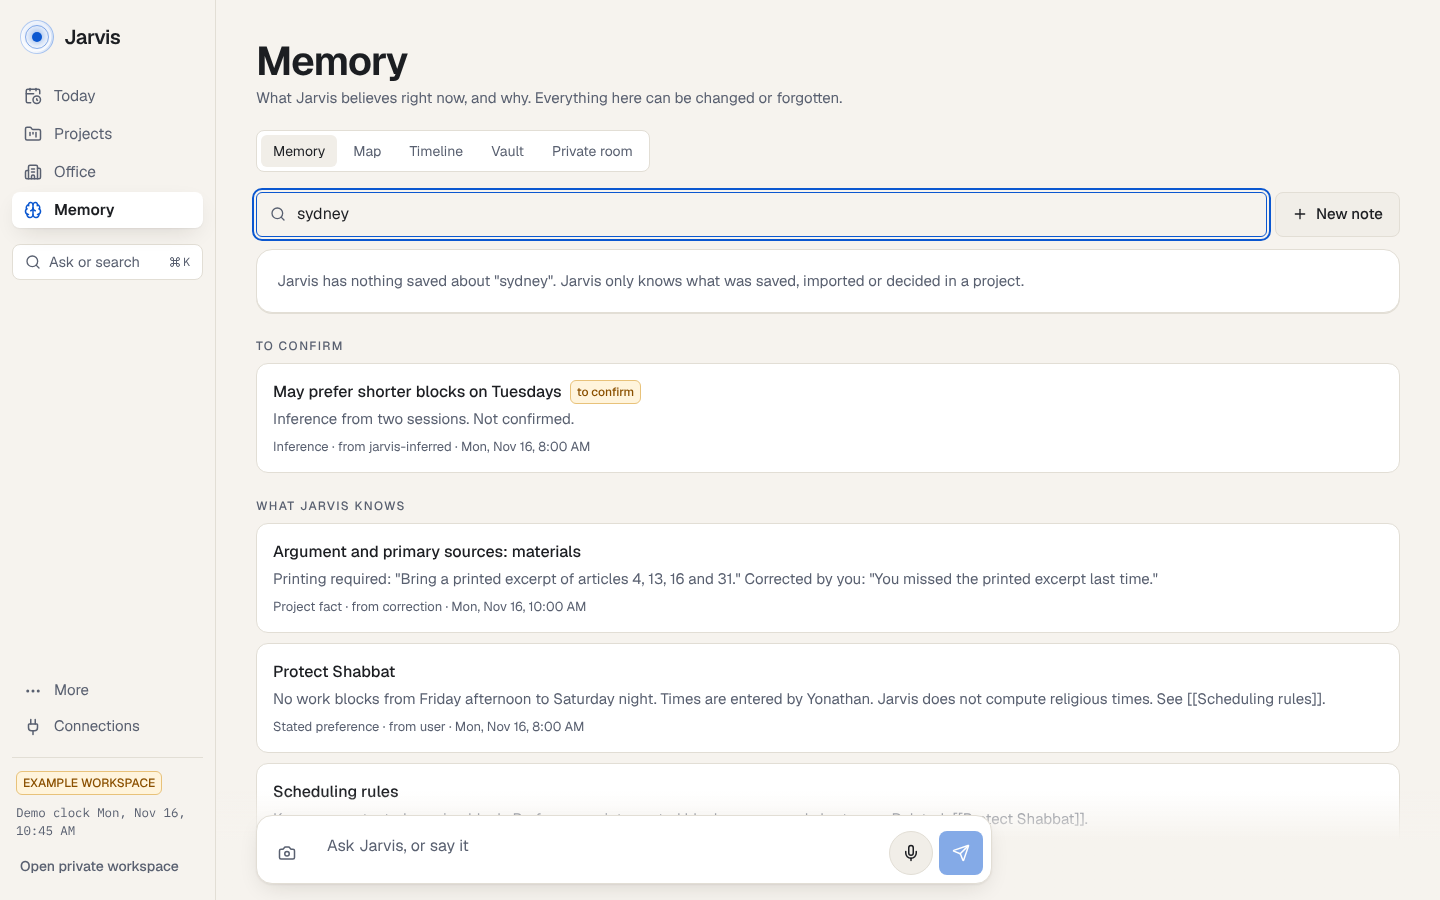 Jarvis
Today
Projects
Office
Memory
Ask or search ⌘ K
More
Connections
EXAMPLE WORKSPACE
Demo clock Mon, Nov 16,
10:45 AM
Open private workspace
Memory
What Jarvis believes right now, and why. Everything here can be changed or forgotten.
Memory Map Timeline Vault Private room
sydney
New note
Jarvis has nothing saved about "sydney". Jarvis only knows what was saved, imported or decided in a project.
TO CONFIRM
May prefer shorter blocks on Tuesdays to confirm
Inference from two sessions. Not confirmed.
Inference · from jarvis-inferred · Mon, Nov 16, 8:00 AM
WHAT JARVIS KNOWS
Argument and primary sources: materials
Printing required: "Bring a printed excerpt of articles 4, 13, 16 and 31." Corrected by you: "You missed the printed excerpt last time."
Project fact · from correction · Mon, Nov 16, 10:00 AM
Protect Shabbat
No work blocks from Friday afternoon to Saturday night. Times are entered by Yonathan. Jarvis does not compute religious times. See [[Scheduling rules]].
Stated preference · from user · Mon, Nov 16, 8:00 AM
Scheduling rules
[[Protect Shabbat]].
Ask Jarvis, or say it